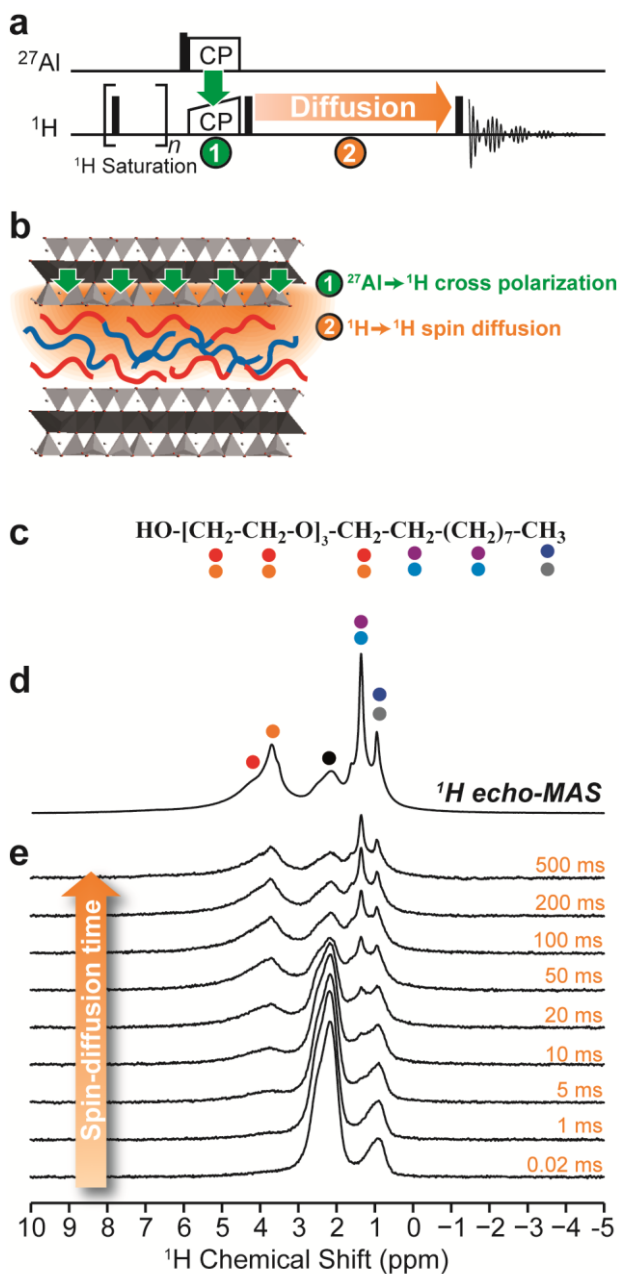 a
²⁷Al
CP
¹H
CP
Diffusion
n
¹H Saturation
1
2
b
1 ²⁷Al→¹H cross polarization
2 ¹H→¹H spin diffusion
c
HO-[CH₂-CH₂-O]₃-CH₂-CH₂-(CH₂)₇-CH₃
d
¹H echo-MAS
e
Spin-diffusion time
500 ms
200 ms
100 ms
50 ms
20 ms
10 ms
5 ms
1 ms
0.02 ms
10 9 8 7 6 5 4 3 2 1 0 −1 −2 −3 −4 -5
¹H Chemical Shift (ppm)